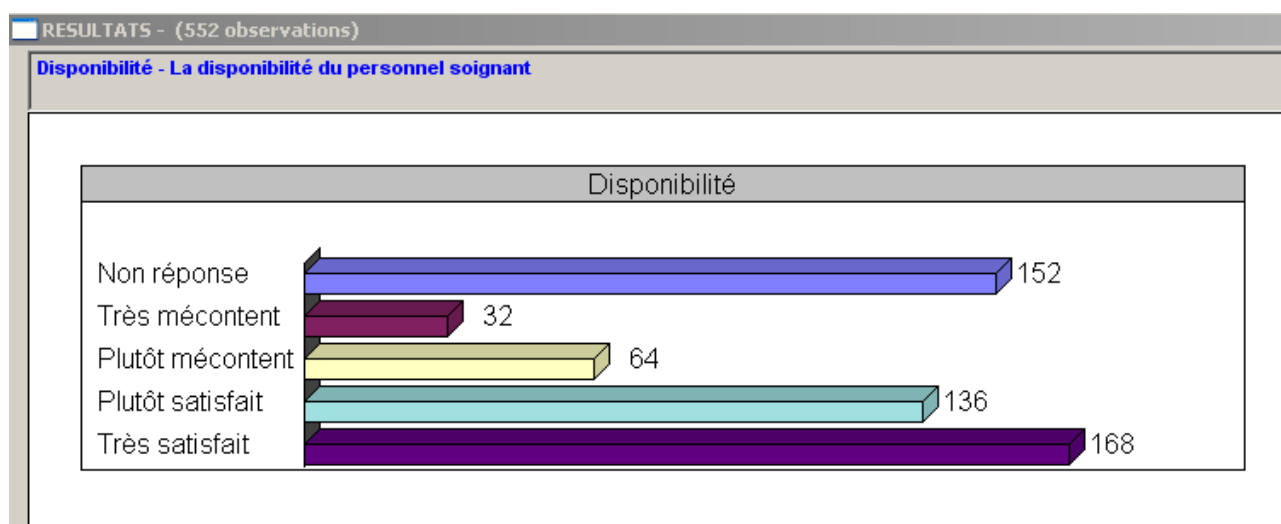 RESULTATS - (552 observations)
Disponibilité - La disponibilité du personnel soignant
Disponibilité
Non réponse 152
Très mécontent 32
Plutôt mécontent 64
Plutôt satisfait 136
Très satisfait 168